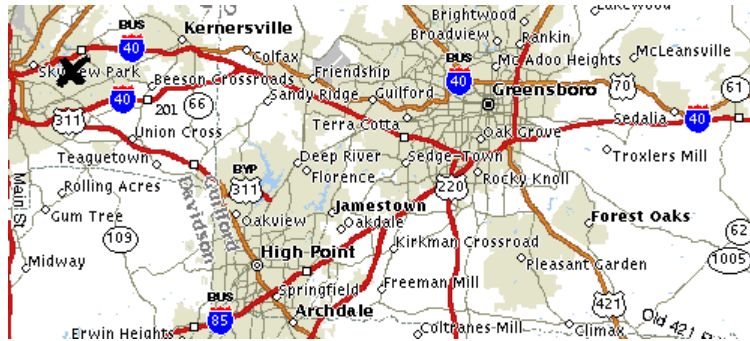 Lakewood
Brightwood
BUS
Kernersville
Broadview
Rankin
40
Colfax
BUS
Mc Adoo Heights
McLeansville
Friendship
Beeson Crossroads
40
70
61
Greensboro
40
201
66
Sandy Ridge
Guilford
311
Terra Cotta
Sedalia
40
Union Cross
Oak Grove
Teaguetown
Deep River
Sedge-Town
Troxlers Mill
BYP
Florence
Rocky Knoll
311
220
Rolling Acres
Main St
Guilford
Davidson
Jamestown
Gum Tree
Oakview
Oakdale
Forest Oaks
109
62
High Point
Kirkman Crossroad
1005
Midway
Pleasant Garden
Springfield
Freeman Mill
BUS
421
85
Archdale
Old 421
Erwin Heights
Coltranes-Mill
Climax